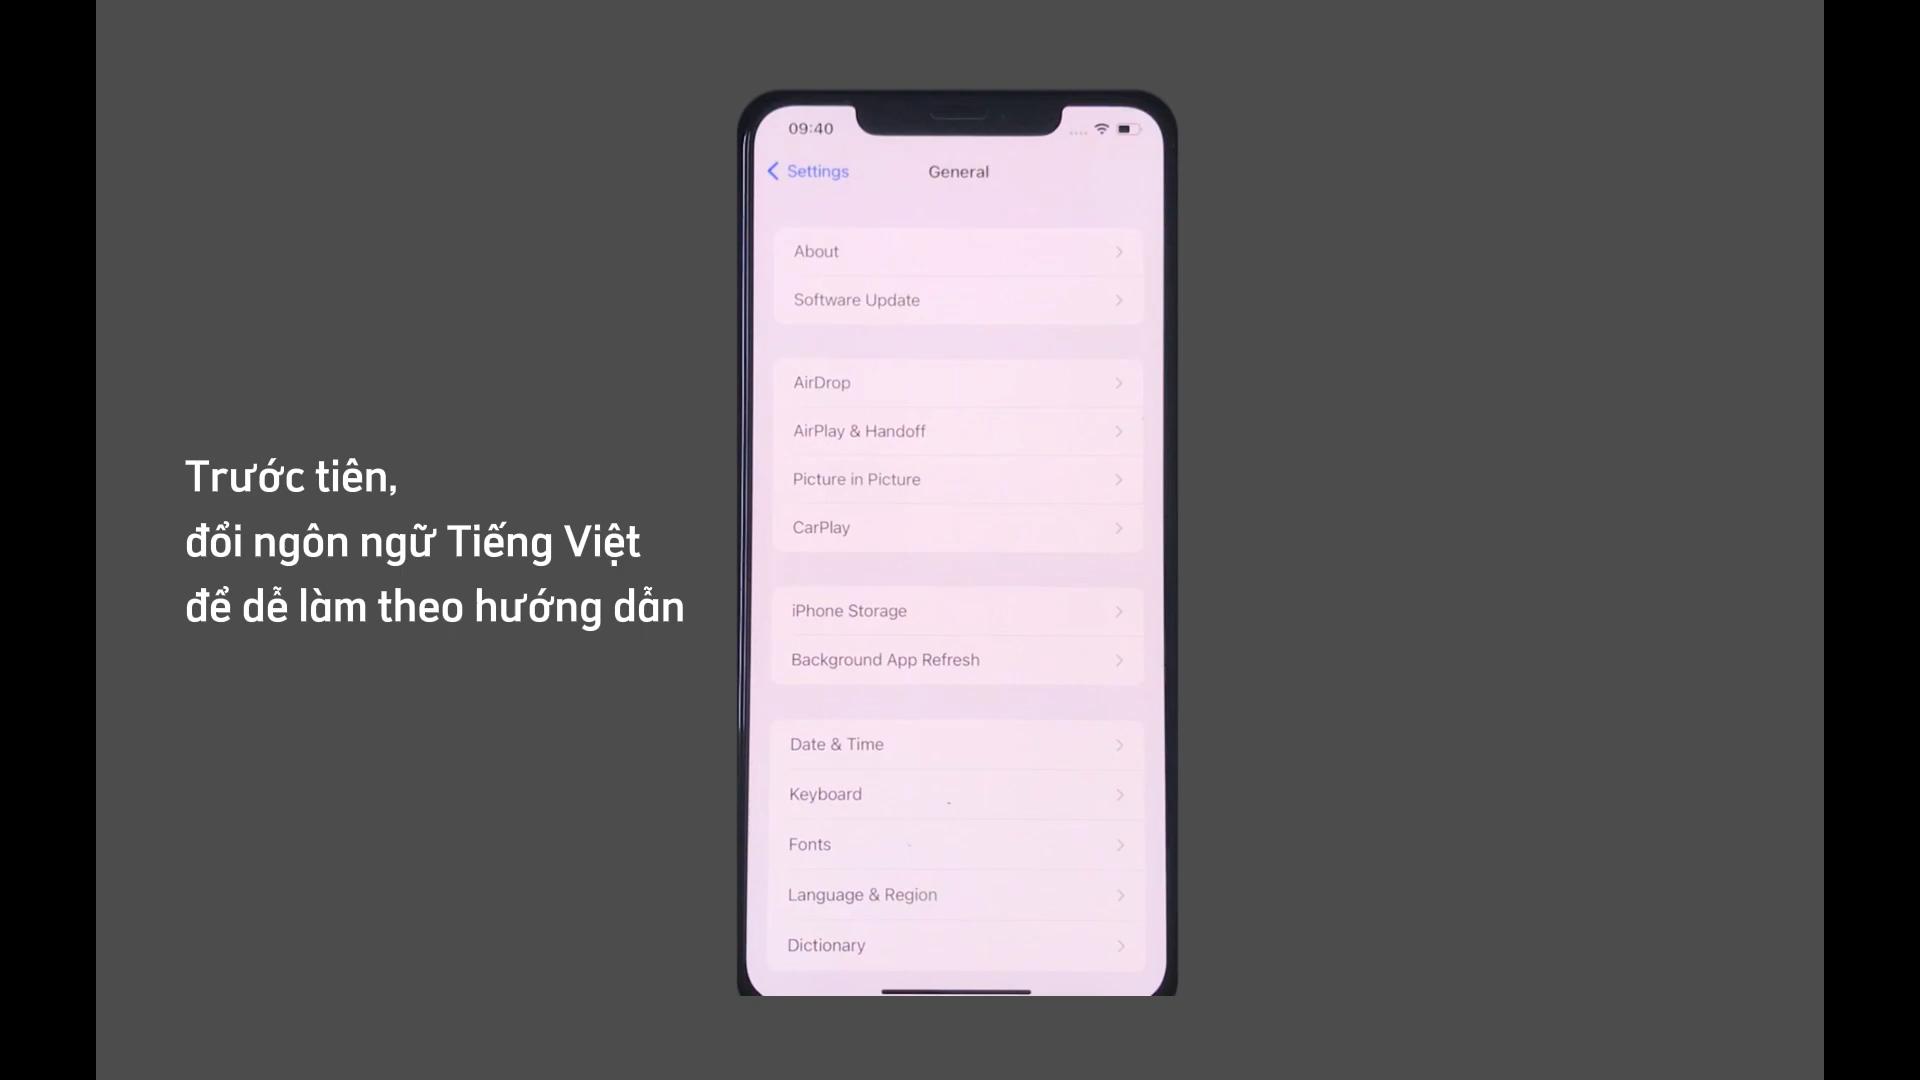 09:40
Settings
General
About
Software Update
AirDrop
AirPlay & Handoff
Picture in Picture
CarPlay
iPhone Storage
Background App Refresh
Date & Time
Keyboard
Fonts
Language & Region
Dictionary
Trước tiên,
đổi ngôn ngữ Tiếng Việt
để dễ làm theo hướng dẫn